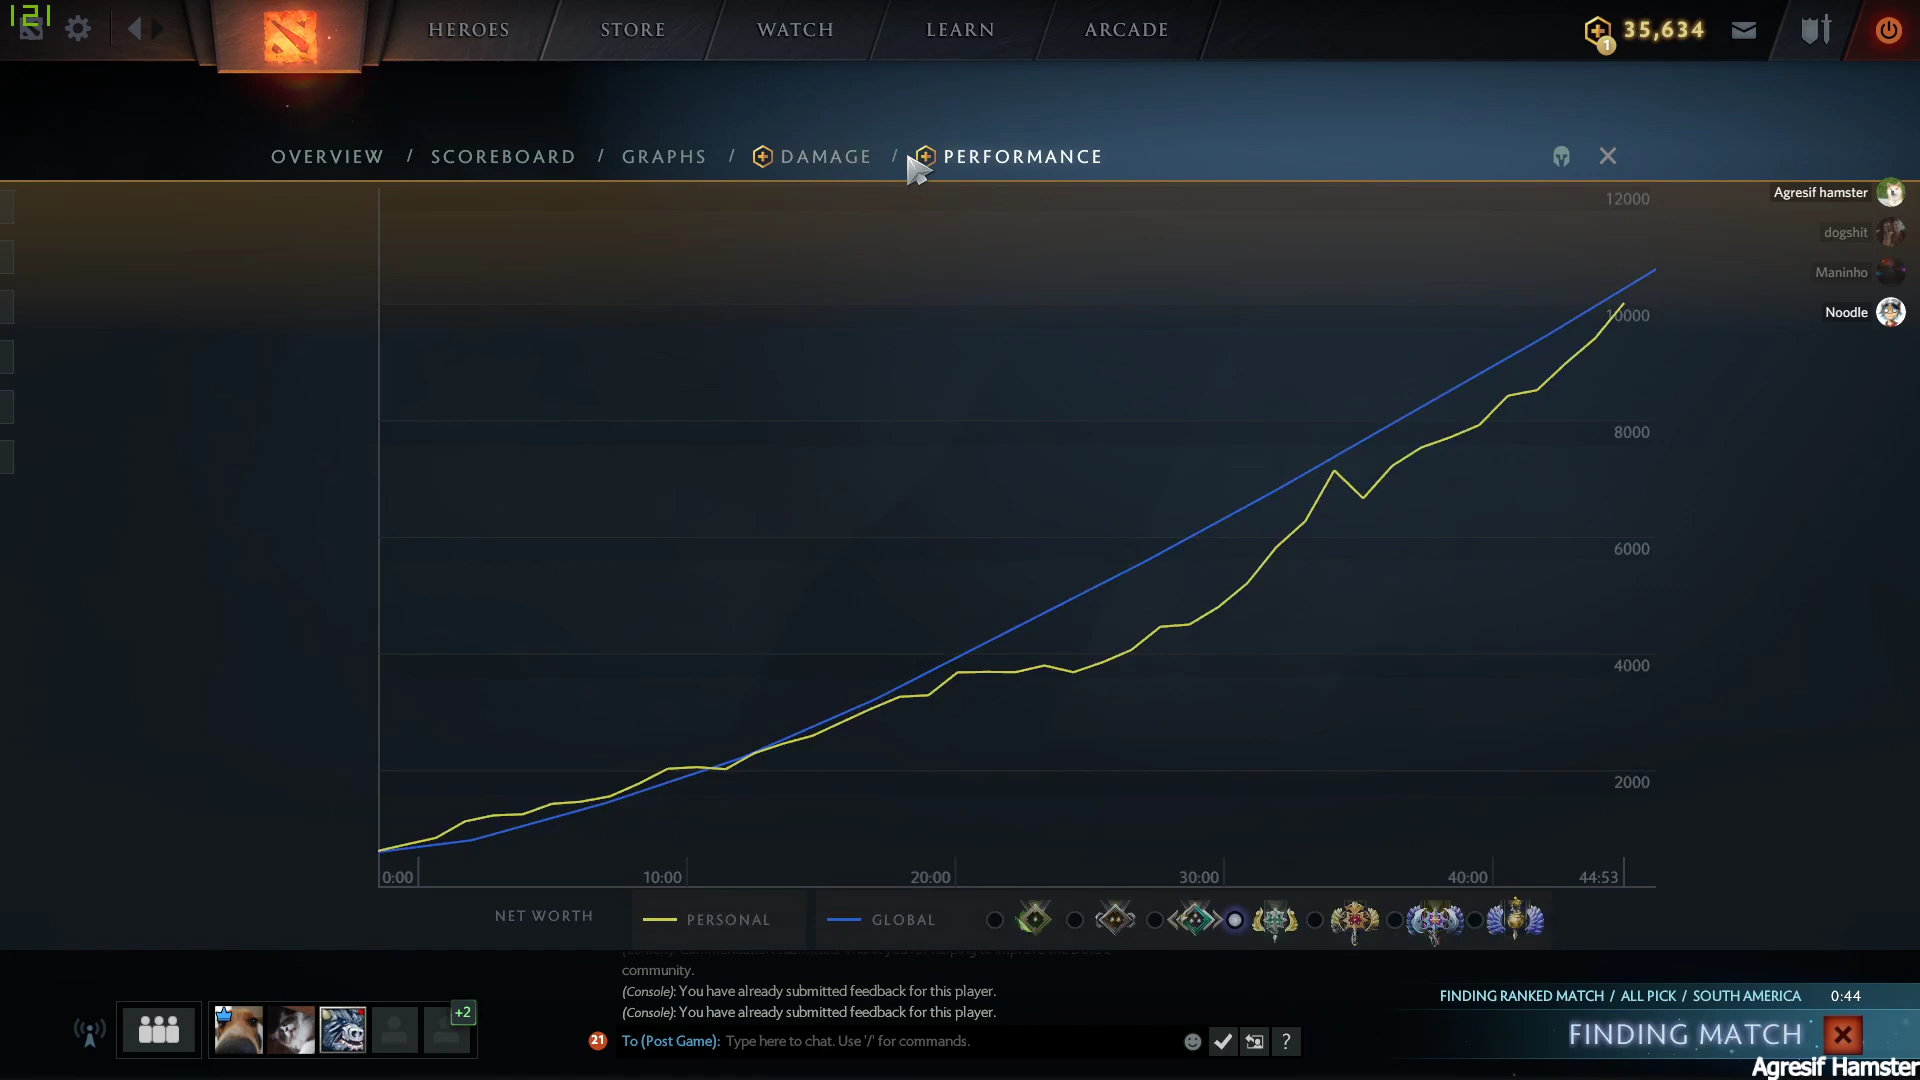 121
HEROES
STORE
WATCH
LEARN
ARCADE
1
35,634
OVERVIEW / SCOREBOARD / GRAPHS / DAMAGE / PERFORMANCE
Agresif hamster
dogshit
Maninho
Noodle
12000
10000
8000
6000
4000
2000
0:00
10:00
20:00
30:00
40:00
44:53
NET WORTH
PERSONAL
GLOBAL
community.
(Console): You have already submitted feedback for this player.
(Console): You have already submitted feedback for this player.
21
To (Post Game): Type here to chat. Use '/' for commands.
?
+2
FINDING RANKED MATCH / ALL PICK / SOUTH AMERICA 0:44
FINDING MATCH
Agresif Hamster